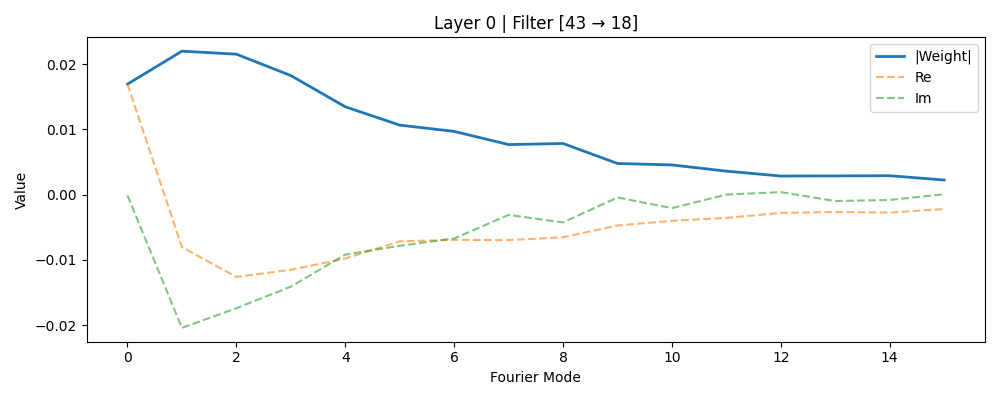 Layer 0 | Filter [43 → 18]
|Weight|
Re
Im
Value
0.02
0.01
0.00
−0.01
−0.02
0 2 4 6 8 10 12 14
Fourier Mode